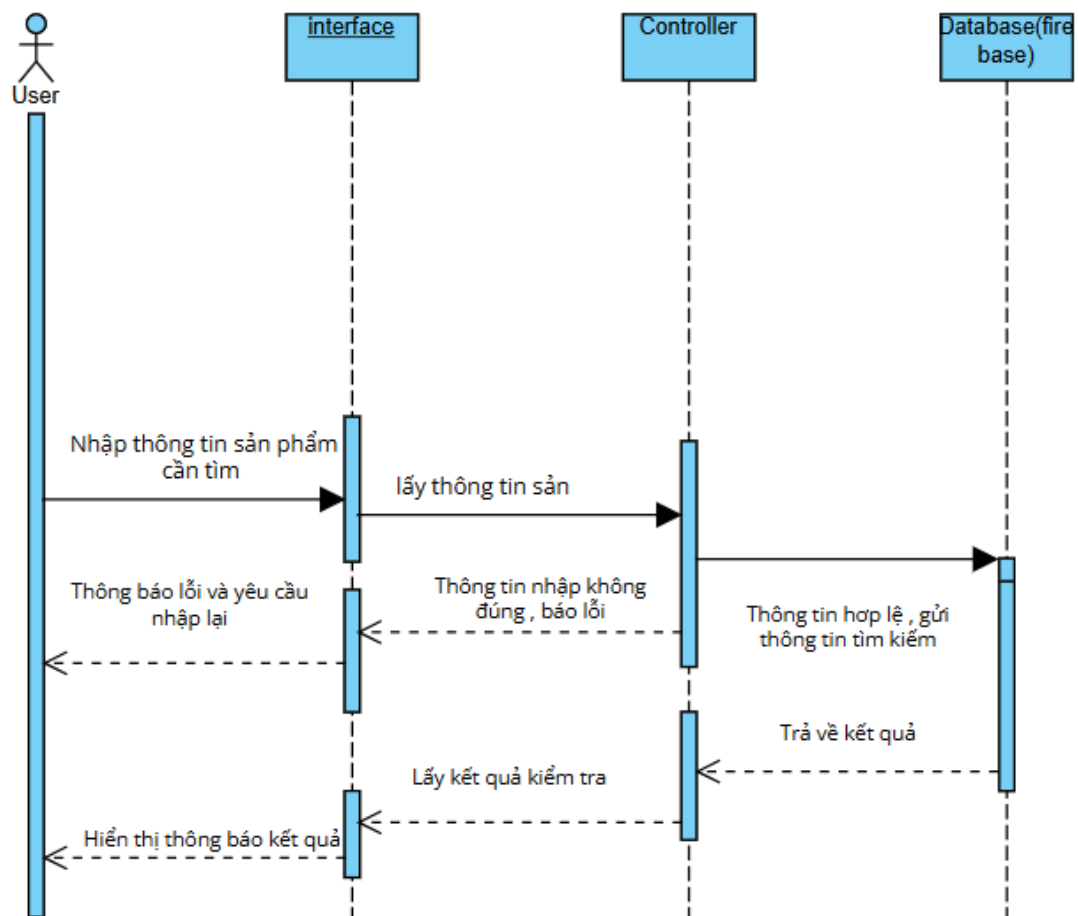 interface
Controller
Database(fire
base)
User
Nhập thông tin sản phẩm
cần tìm
lấy thông tin sản
Thông báo lỗi và yêu cầu
nhập lại
Thông tin nhập không
đúng , báo lỗi
Thông tin hơp lệ , gửi
thông tin tìm kiếm
Trả về kết quả
Lấy kết quả kiểm tra
Hiển thị thông báo kết quả